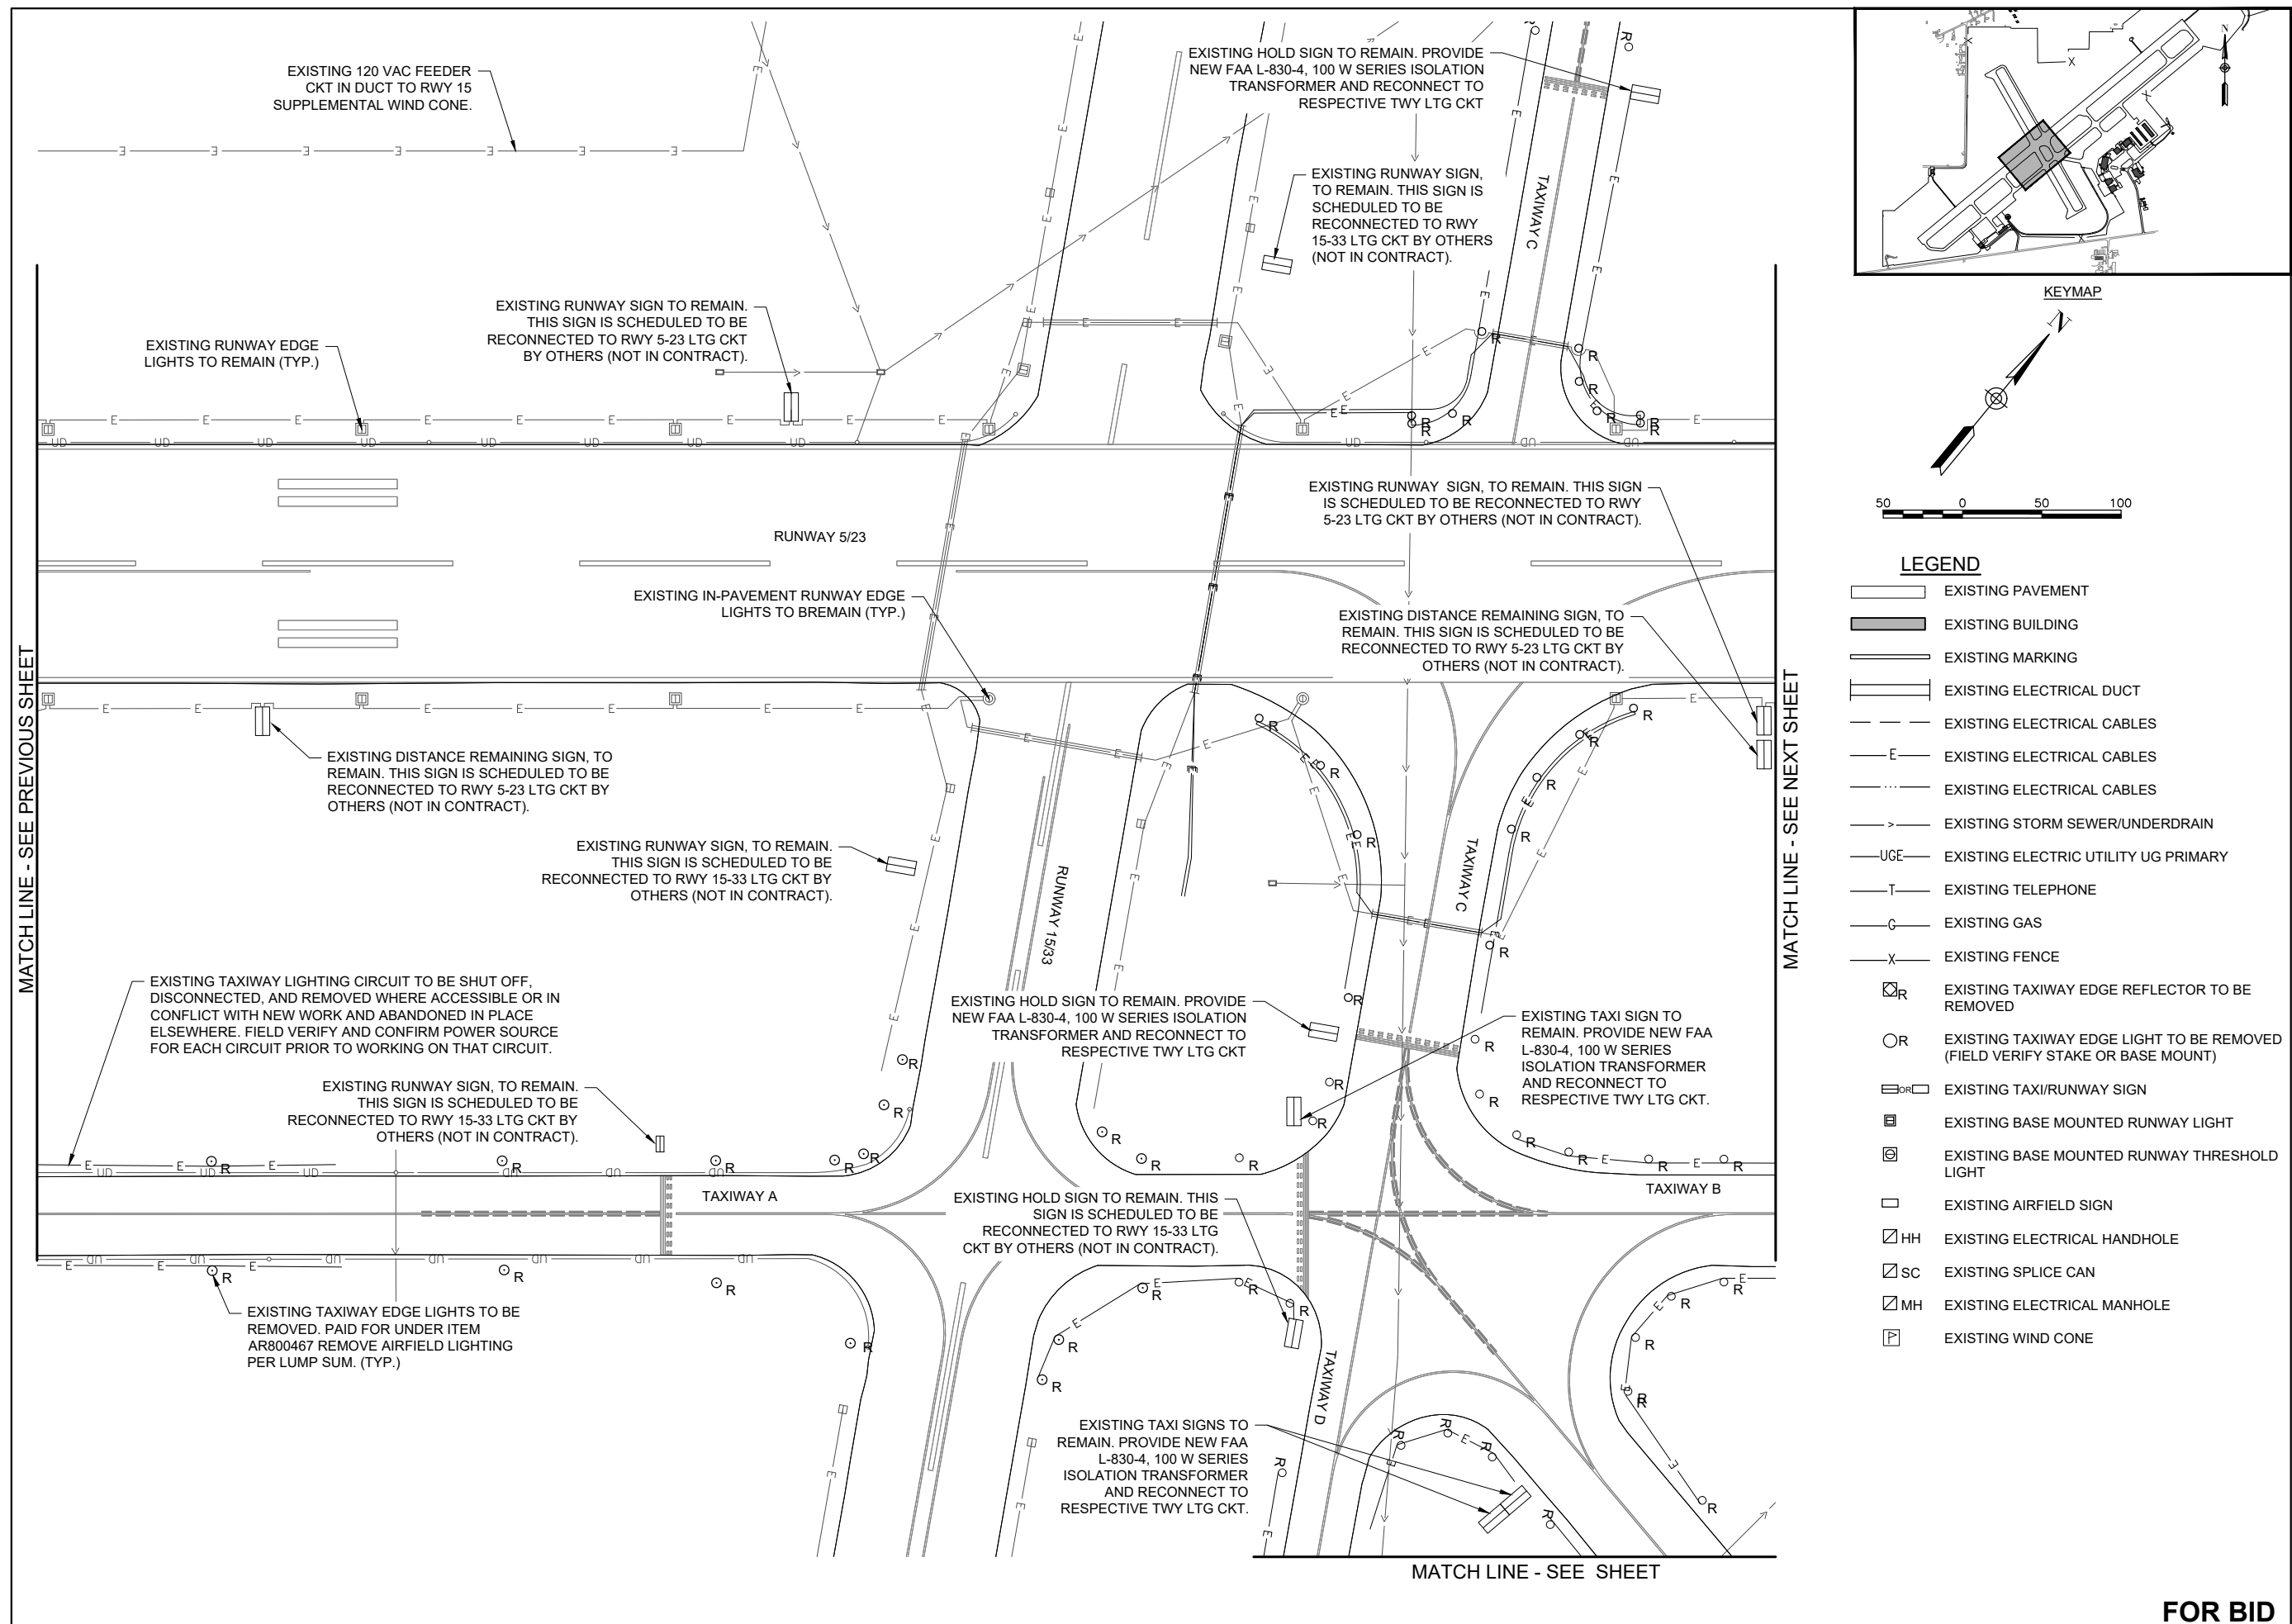 EXISTING 120 VAC FEEDER
CKT IN DUCT TO RWY 15
SUPPLEMENTAL WIND CONE.
EXISTING HOLD SIGN TO REMAIN. PROVIDE
NEW FAA L-830-4, 100 W SERIES ISOLATION
TRANSFORMER AND RECONNECT TO
RESPECTIVE TWY LTG CKT
EXISTING RUNWAY SIGN,
TO REMAIN. THIS SIGN IS
SCHEDULED TO BE
RECONNECTED TO RWY
15-33 LTG CKT BY OTHERS
(NOT IN CONTRACT).
TAXIWAY C
EXISTING RUNWAY SIGN TO REMAIN.
THIS SIGN IS SCHEDULED TO BE
RECONNECTED TO RWY 5-23 LTG CKT
BY OTHERS (NOT IN CONTRACT).
EXISTING RUNWAY EDGE
LIGHTS TO REMAIN (TYP.)
EXISTING RUNWAY SIGN, TO REMAIN. THIS SIGN
IS SCHEDULED TO BE RECONNECTED TO RWY
5-23 LTG CKT BY OTHERS (NOT IN CONTRACT).
RUNWAY 5/23
EXISTING IN-PAVEMENT RUNWAY EDGE
LIGHTS TO BREMAIN (TYP.)
EXISTING DISTANCE REMAINING SIGN, TO
REMAIN. THIS SIGN IS SCHEDULED TO BE
RECONNECTED TO RWY 5-23 LTG CKT BY
OTHERS (NOT IN CONTRACT).
MATCH LINE - SEE PREVIOUS SHEET
MATCH LINE - SEE NEXT SHEET
EXISTING DISTANCE REMAINING SIGN, TO
REMAIN. THIS SIGN IS SCHEDULED TO BE
RECONNECTED TO RWY 5-23 LTG CKT BY
OTHERS (NOT IN CONTRACT).
EXISTING RUNWAY SIGN, TO REMAIN.
THIS SIGN IS SCHEDULED TO BE
RECONNECTED TO RWY 15-33 LTG CKT BY
OTHERS (NOT IN CONTRACT).
RUNWAY 15/33
TAXIWAY C
EXISTING TAXIWAY LIGHTING CIRCUIT TO BE SHUT OFF,
DISCONNECTED, AND REMOVED WHERE ACCESSIBLE OR IN
CONFLICT WITH NEW WORK AND ABANDONED IN PLACE
ELSEWHERE. FIELD VERIFY AND CONFIRM POWER SOURCE
FOR EACH CIRCUIT PRIOR TO WORKING ON THAT CIRCUIT.
EXISTING HOLD SIGN TO REMAIN. PROVIDE
NEW FAA L-830-4, 100 W SERIES ISOLATION
TRANSFORMER AND RECONNECT TO
RESPECTIVE TWY LTG CKT
EXISTING TAXI SIGN TO
REMAIN. PROVIDE NEW FAA
L-830-4, 100 W SERIES
ISOLATION TRANSFORMER
AND RECONNECT TO
RESPECTIVE TWY LTG CKT.
EXISTING RUNWAY SIGN, TO REMAIN.
THIS SIGN IS SCHEDULED TO BE
RECONNECTED TO RWY 15-33 LTG CKT BY
OTHERS (NOT IN CONTRACT).
TAXIWAY A
TAXIWAY B
EXISTING HOLD SIGN TO REMAIN. THIS
SIGN IS SCHEDULED TO BE
RECONNECTED TO RWY 15-33 LTG
CKT BY OTHERS (NOT IN CONTRACT).
EXISTING TAXIWAY EDGE LIGHTS TO BE
REMOVED. PAID FOR UNDER ITEM
AR800467 REMOVE AIRFIELD LIGHTING
PER LUMP SUM. (TYP.)
TAXIWAY D
EXISTING TAXI SIGNS TO
REMAIN. PROVIDE NEW FAA
L-830-4, 100 W SERIES
ISOLATION TRANSFORMER
AND RECONNECT TO
RESPECTIVE TWY LTG CKT.
MATCH LINE - SEE SHEET
KEYMAP
N
50 0 50 100
LEGEND
EXISTING PAVEMENT
EXISTING BUILDING
EXISTING MARKING
EXISTING ELECTRICAL DUCT
EXISTING ELECTRICAL CABLES
E EXISTING ELECTRICAL CABLES
EXISTING ELECTRICAL CABLES
EXISTING STORM SEWER/UNDERDRAIN
UGE EXISTING ELECTRIC UTILITY UG PRIMARY
T EXISTING TELEPHONE
G EXISTING GAS
X EXISTING FENCE
R EXISTING TAXIWAY EDGE REFLECTOR TO BE
REMOVED
R EXISTING TAXIWAY EDGE LIGHT TO BE REMOVED
(FIELD VERIFY STAKE OR BASE MOUNT)
OR EXISTING TAXI/RUNWAY SIGN
EXISTING BASE MOUNTED RUNWAY LIGHT
EXISTING BASE MOUNTED RUNWAY THRESHOLD
LIGHT
EXISTING AIRFIELD SIGN
HH EXISTING ELECTRICAL HANDHOLE
SC EXISTING SPLICE CAN
MH EXISTING ELECTRICAL MANHOLE
P EXISTING WIND CONE
FOR BID